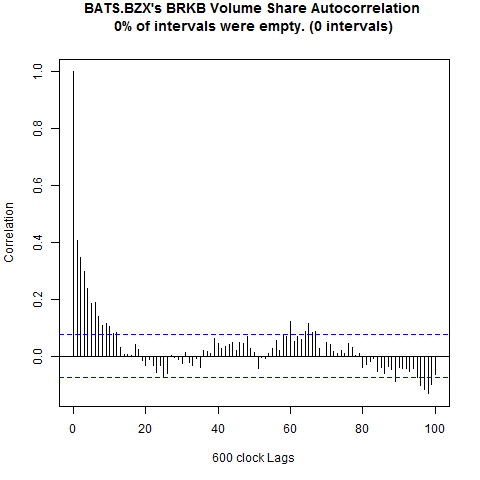 BATS.BZX's BRKB Volume Share Autocorrelation
0% of intervals were empty. (0 intervals)
1.0
0.8
0.6
0.4
0.2
0.0
Correlation
0 20 40 60 80 100
600 clock Lags